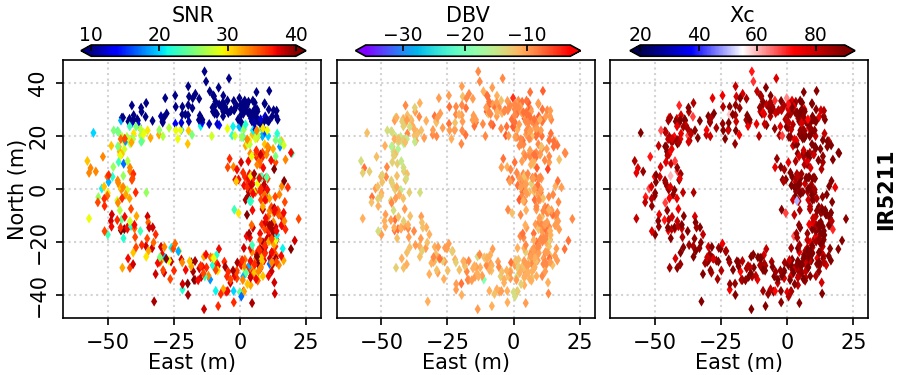 SNR DBV Xc
10 20 30 40 −30 −20 −10 20 40 60 80
40
20
0
−20
−40
North (m)
−50 −25 0 25 −50 −25 0 25 −50 −25 0 25
East (m) East (m) East (m)
IR5211